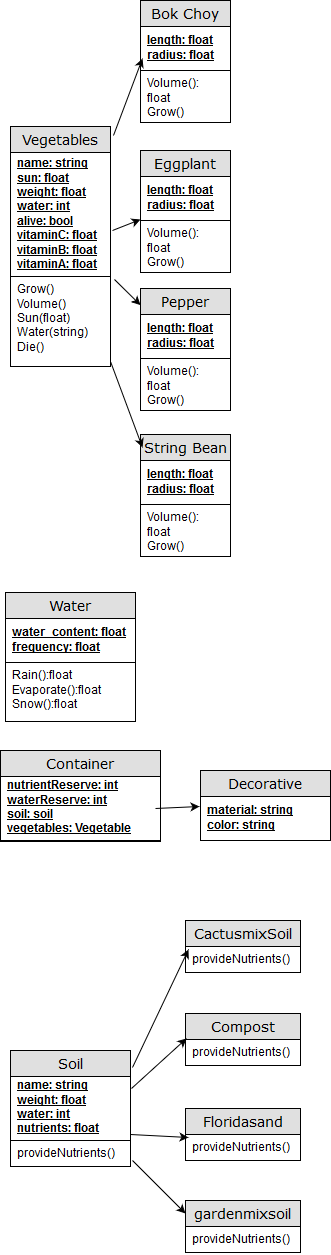 Bok Choy
length: float
radius: float
Volume():
float
Grow()
Vegetables
name: string
sun: float
weight: float
water: int
alive: bool
vitaminC: float
vitaminB: float
vitaminA: float
Grow()
Volume()
Sun(float)
Water(string)
Die()
Eggplant
length: float
radius: float
Volume():
float
Grow()
Pepper
length: float
radius: float
Volume():
float
Grow()
String Bean
length: float
radius: float
Volume():
float
Grow()
Water
water_content: float
frequency: float
Rain():float
Evaporate():float
Snow():float
Container
nutrientReserve: int
waterReserve: int
soil: soil
vegetables: Vegetable
Decorative
material: string
color: string
CactusmixSoil
provideNutrients()
Compost
provideNutrients()
Soil
name: string
weight: float
water: int
nutrients: float
provideNutrients()
Floridasand
provideNutrients()
gardenmixsoil
provideNutrients()